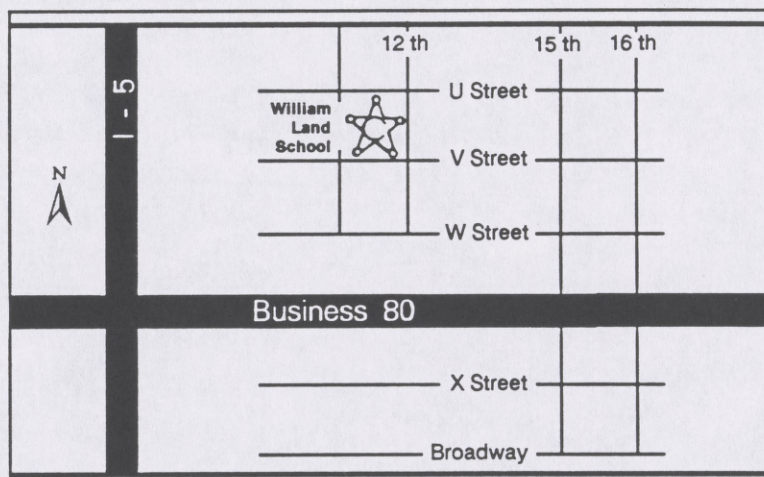 12 th
15 th
16 th
I - 5
U Street
William
Land
School
V Street
N
W Street
Business 80
X Street
Broadway